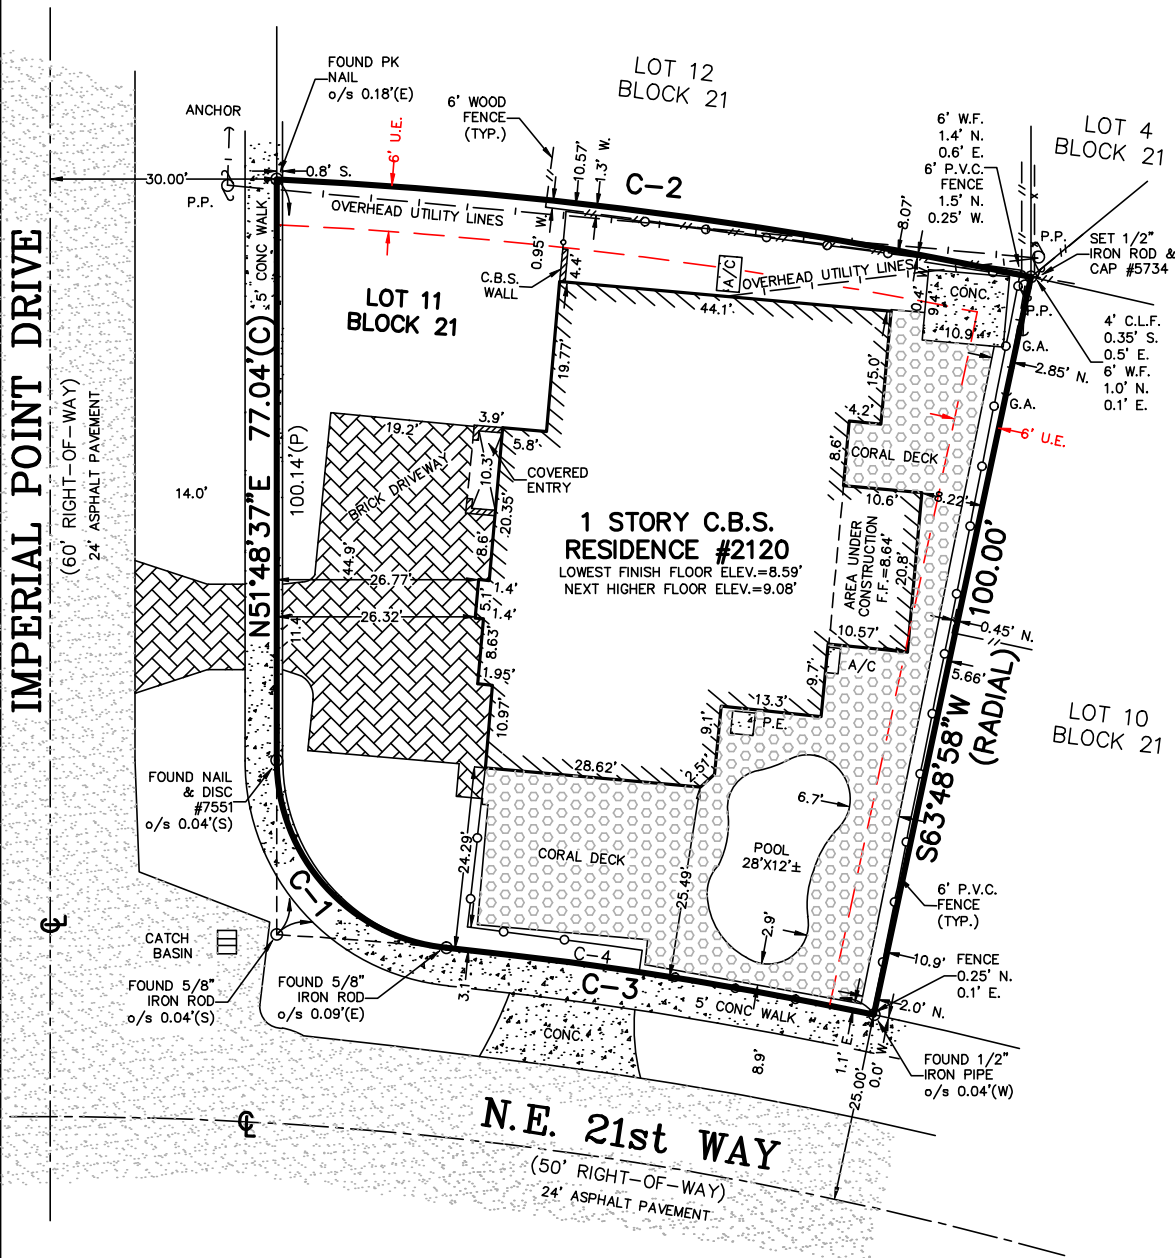 LOT 12
BLOCK 21
FOUND PK
NAIL
o/s 0.18'(E)
ANCHOR
6' U.E.
6' WOOD
FENCE
(TYP.)
10.57'
1.3' W.
C-2
6' W.F.
1.4' N.
0.6' E.
6' P.V.C.
FENCE
1.5' N.
0.25' W.
LOT 4
BLOCK 21
30.00'
0.8' S.
P.P.
OVERHEAD UTILITY LINES
0.95' W.
8.07'
P.P.
SET 1/2"
IRON ROD &
CAP #5734
5' CONC WALK
C.B.S.
WALL
4.4'
A/C
OVERHEAD UTILITY LINES
0.4'
9.4'
CONC.
10.9'
P.P.
G.A.
4' C.L.F.
0.35' S.
0.5' E.
6' W.F.
1.0' N.
0.1' E.
LOT 11
BLOCK 21
44.1'
19.77'
15.0'
2.85' N.
G.A.
6' U.E.
IMPERIAL POINT DRIVE
(60' RIGHT-OF-WAY)
24' ASPHALT PAVEMENT
14.0'
N51°48'37"E 77.04'(C)
100.14'(P)
19.2'
3.9'
5.8'
10.3'
COVERED
ENTRY
BRICK DRIVEWAY
44.9'
20.35'
8.6'
4.2'
8.6'
CORAL DECK
10.6'
8.22'
1 STORY C.B.S.
RESIDENCE #2120
LOWEST FINISH FLOOR ELEV.=8.59'
NEXT HIGHER FLOOR ELEV.=9.08'
AREA UNDER
CONSTRUCTION
F.F.=8.64'
20.8'
26.77'
1.4'
5.1'
26.32'
1.4'
11.4'
8.63'
1.95'
10.97'
10.57'
A/C
9.7'
13.3'
P.E.
9.1'
2.51'
28.62'
100.00'
0.45' N.
5.66'
S63°48'58"W
(RADIAL)
LOT 10
BLOCK 21
FOUND NAIL
& DISC
#7551
o/s 0.04'(S)
6.7'
POOL
28'X12'±
2.9'
CORAL DECK
24.29'
25.49'
C-1
6' P.V.C.
FENCE
(TYP.)
CATCH
BASIN
FOUND 5/8"
IRON ROD
o/s 0.04'(S)
FOUND 5/8"
IRON ROD
o/s 0.09'(E)
3.1'
C-4
C-3
5' CONC WALK
CONC.
10.9'
FENCE
0.25' N.
0.1' E.
2.0' N.
8.9'
1.1' E.
0.0' W.
25.00'
FOUND 1/2"
IRON PIPE
o/s 0.04'(W)
N.E. 21st WAY
(50' RIGHT-OF-WAY)
24' ASPHALT PAVEMENT